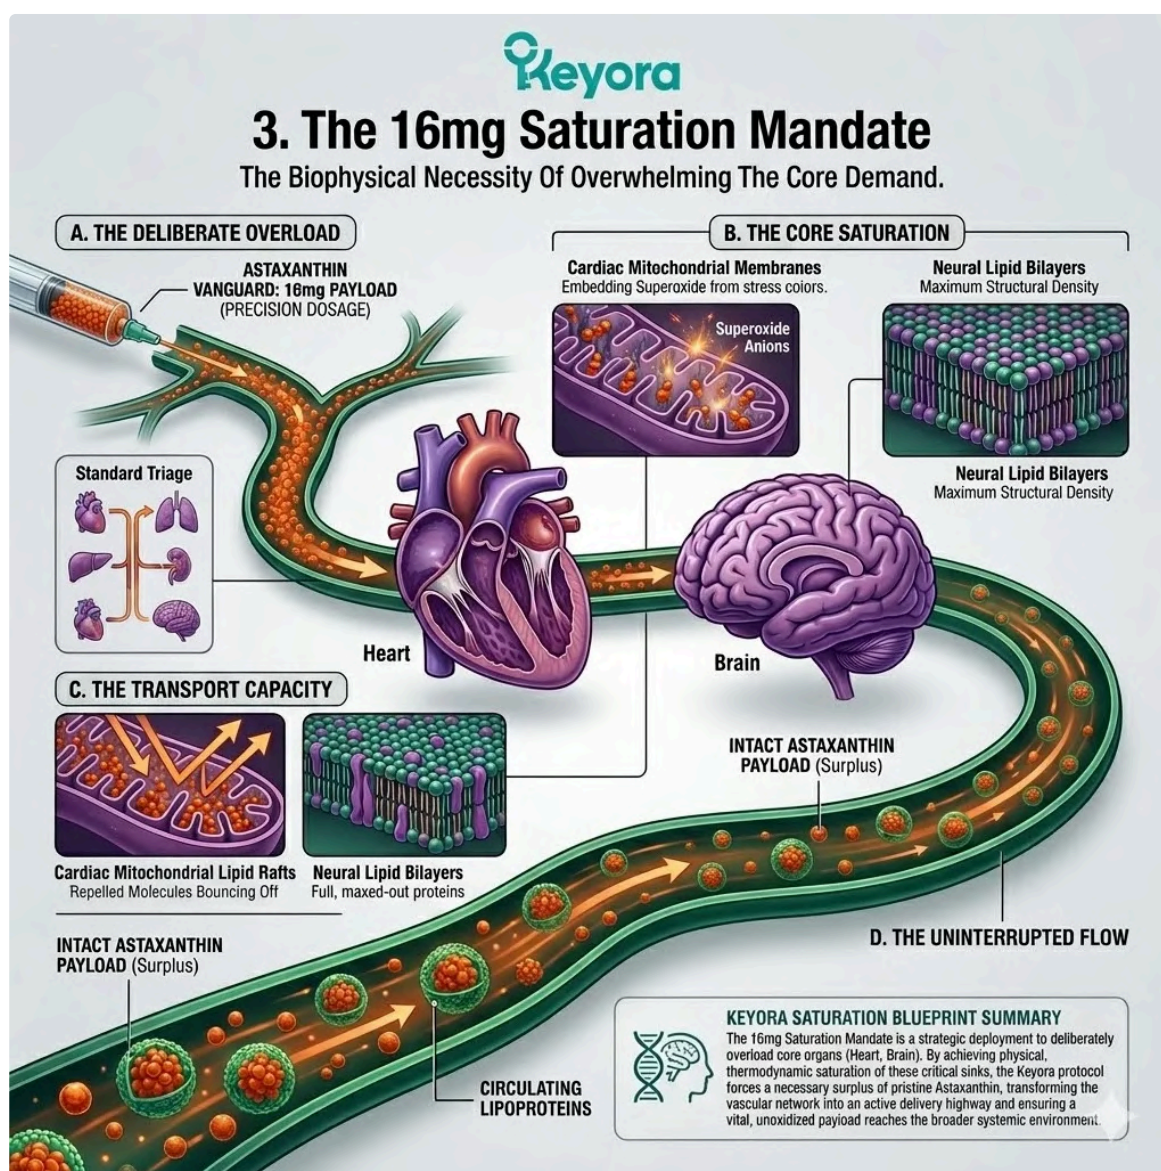 Keyora
3. The 16mg Saturation Mandate
The Biophysical Necessity Of Overwhelming The Core Demand.
A. THE DELIBERATE OVERLOAD
ASTAXANTHIN
VANGUARD: 16mg PAYLOAD
(PRECISION DOSAGE)
B. THE CORE SATURATION
Cardiac Mitochondrial Membranes
Embedding Superoxide from stress coiors.
Superoxide
Anions
Neural Lipid Bilayers
Maximum Structural Density
Neural Lipid Bilayers
Maximum Structural Density
Standard Triage
Heart
Brain
C. THE TRANSPORT CAPACITY
Cardiac Mitochondrial Lipid Rafts
Repelled Molecules Bouncing Off
Neural Lipid Bilayers
Full, maxed-out proteins
INTACT ASTAXANTHIN
PAYLOAD (Surplus)
INTACT ASTAXANTHIN
PAYLOAD (Surplus)
CIRCULATING
LIPOPROTEINS
D. THE UNINTERRUPTED FLOW
KEYORA SATURATION BLUEPRINT SUMMARY
The 16mg Saturation Mandate is a strategic deployment to deliberately
overload core organs (Heart, Brain). By achieving physical,
thermodynamic saturation of these critical sinks, the Keyora protocol
forces a necessary surplus of pristine Astaxanthin, transforming the
vascular network into an active delivery highway and ensuring a
vital, unoxidized payload reaches the broader systemic environment.